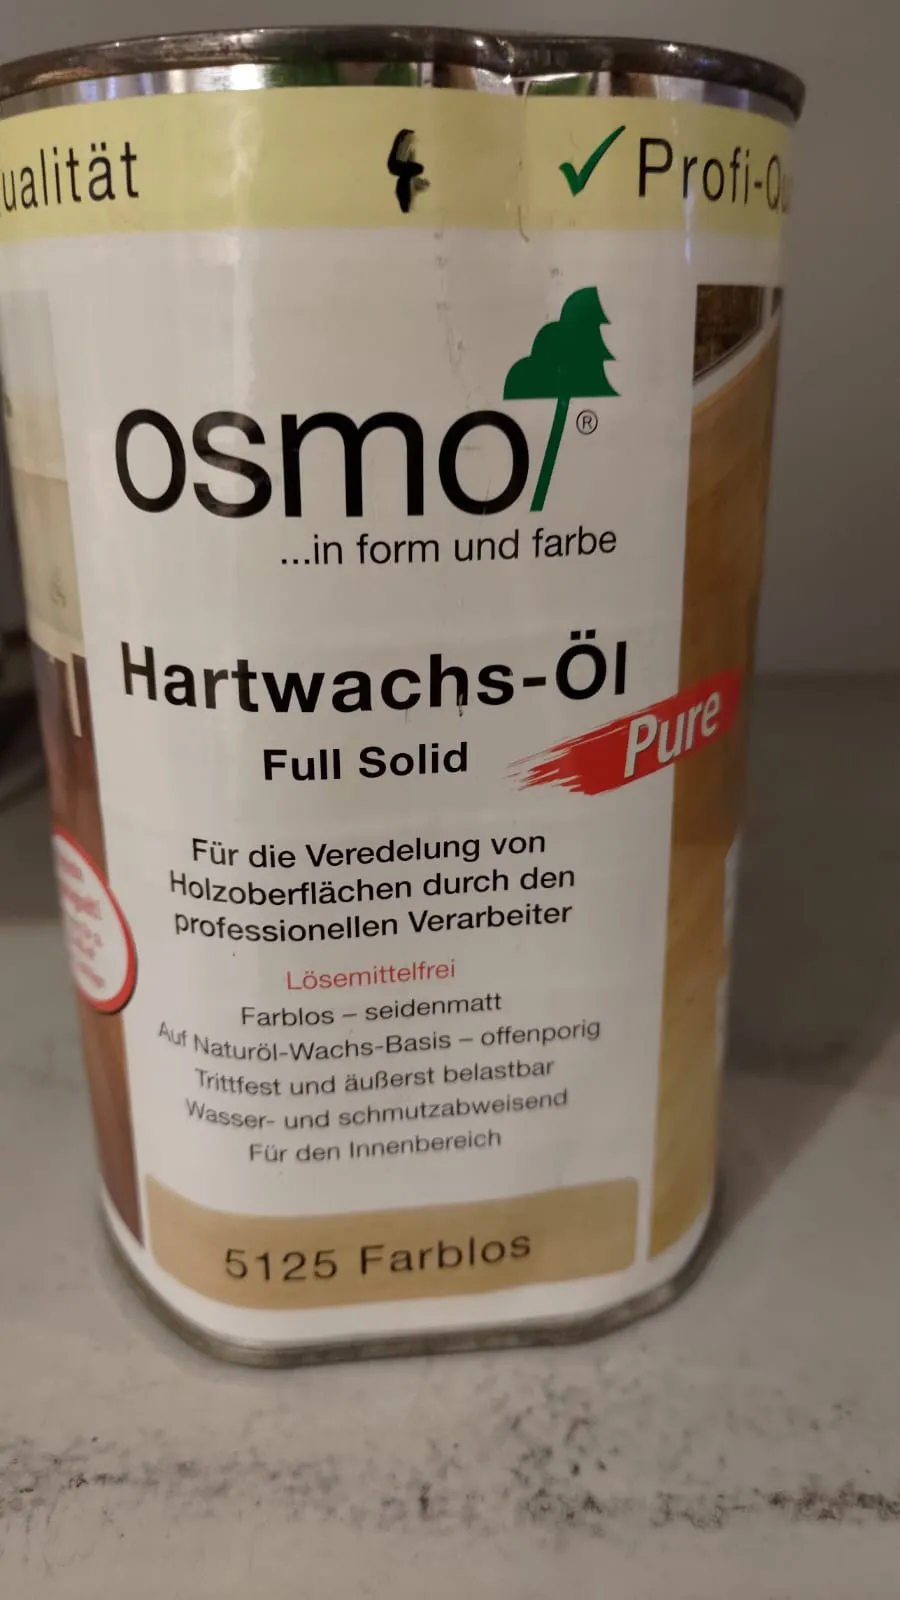 ualität
4
✓ Profi-Qu
osmo®
...in form und farbe
Hartwachs-Öl
Full Solid
Pure
Für die Veredelung von
Holzoberflächen durch den
professionellen Verarbeiter
Lösemittelfrei
Farblos – seidenmatt
Auf Naturöl-Wachs-Basis – offenporig
Trittfest und äußerst belastbar
Wasser- und schmutzabweisend
Für den Innenbereich
5125 Farblos